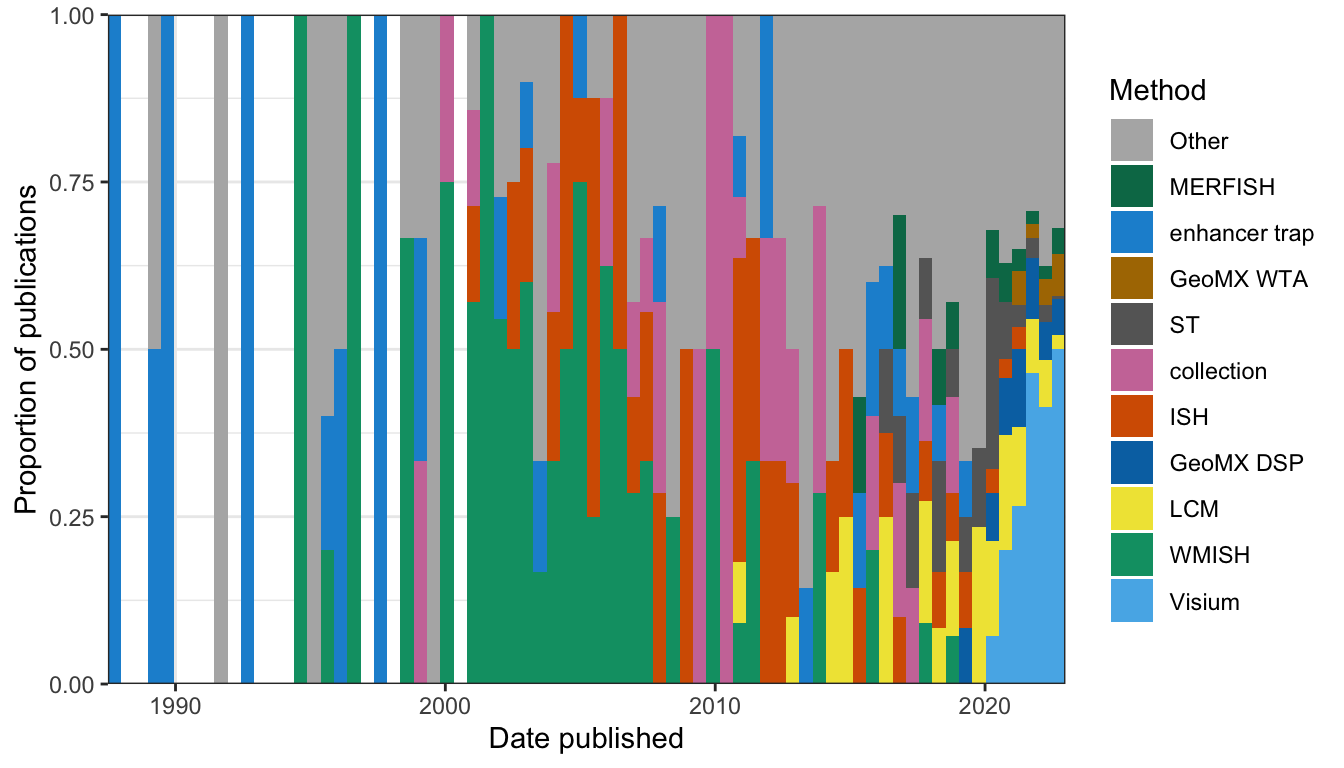 1.00
0.75
0.50
0.25
0.00
Proportion of publications
1990
2000
2010
2020
Date published
Method
Other
MERFISH
enhancer trap
GeoMX WTA
ST
collection
ISH
GeoMX DSP
LCM
WMISH
Visium